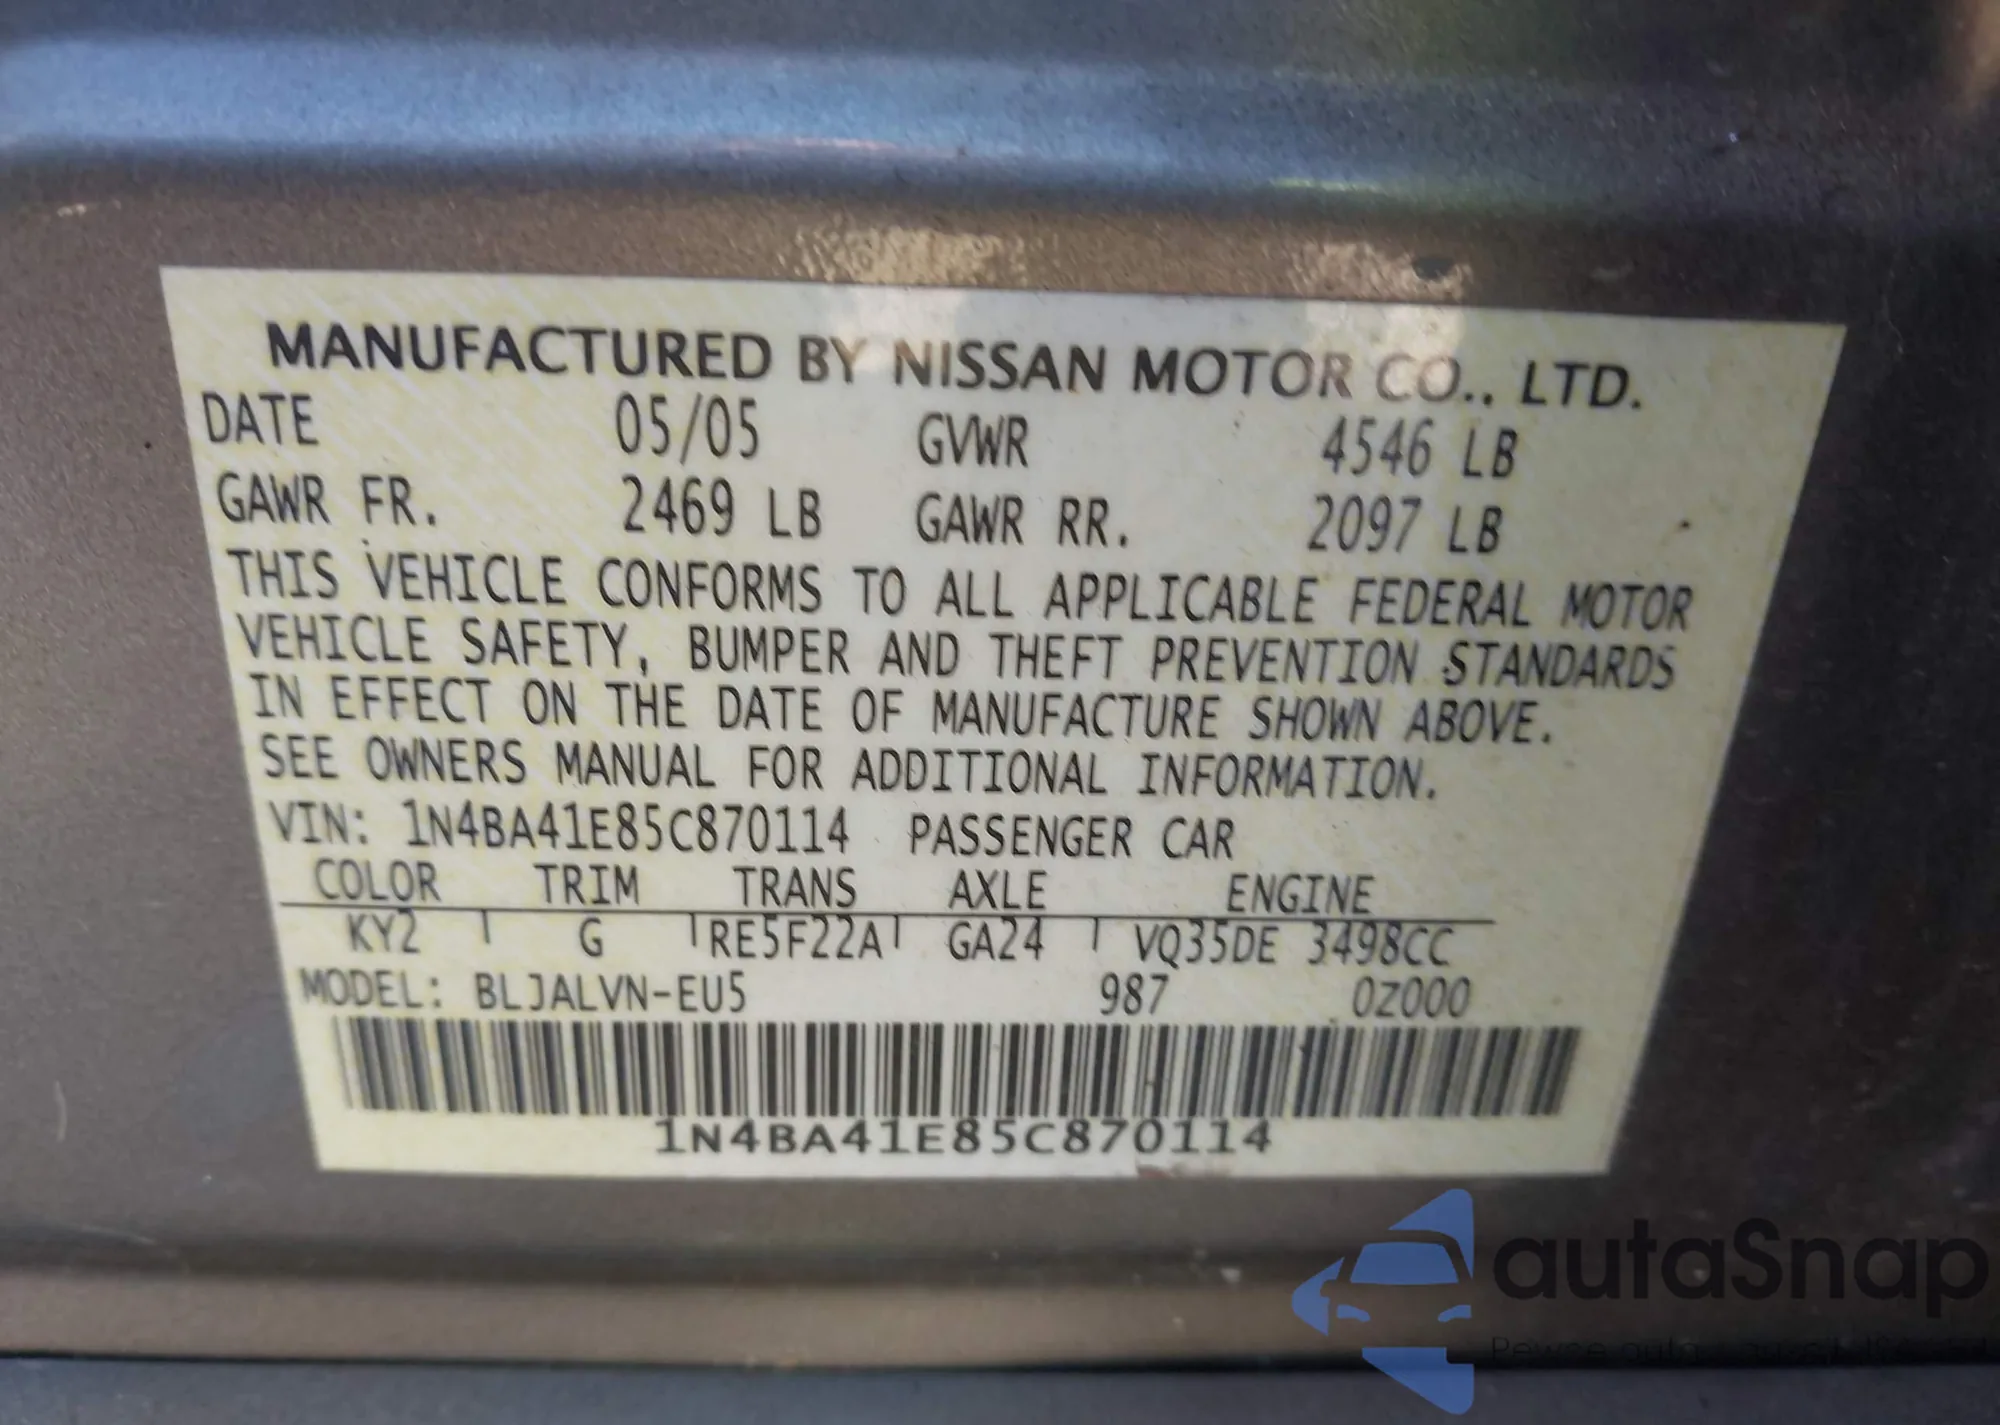 MANUFACTURED BY NISSAN MOTOR CO., LTD.
DATE 05/05 GVWR 4546 LB
GAWR FR. 2469 LB GAWR RR. 2097 LB
THIS VEHICLE CONFORMS TO ALL APPLICABLE FEDERAL MOTOR
VEHICLE SAFETY, BUMPER AND THEFT PREVENTION STANDARDS
IN EFFECT ON THE DATE OF MANUFACTURE SHOWN ABOVE.
SEE OWNERS MANUAL FOR ADDITIONAL INFORMATION.
VIN: 1N4BA41E85C870114 PASSENGER CAR
COLOR TRIM TRANS AXLE ENGINE
KY2 G RE5F22A GA24 VQ35DE 3498CC
MODEL: BLJALVN-EU5 987 0Z000
1N4BA41E85C870114
autaSnap
Pewne auta